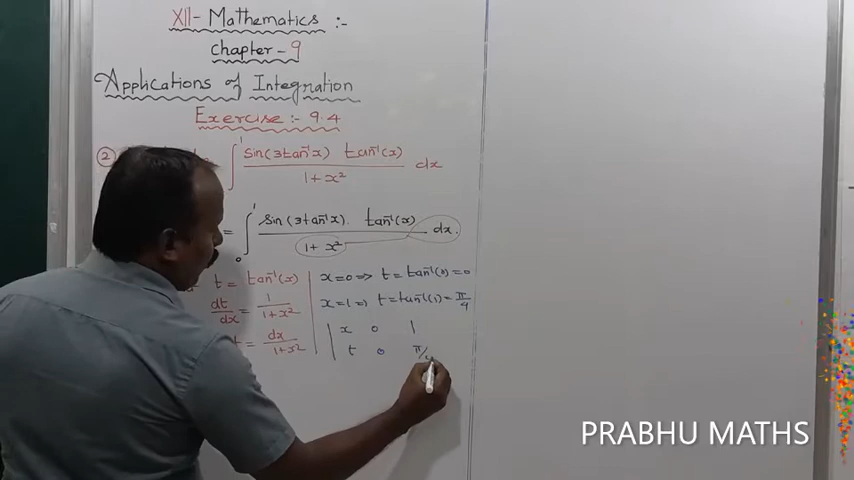 XII- Mathematics :-
Chapter - 9
Applications of Integration
Exercise :- 9.4
② ∫ sin(3tan⁻¹x) tan⁻¹(x) / 1+x² dx
= ∫₀¹ sin(3tan⁻¹x). tan⁻¹(x) / 1+x² dx.
t = tan⁻¹(x)
dt/dx = 1/1+x²
t = dx/1+x²
x=0 ⇒ t = tan⁻¹(0) = 0
x=1 ⇒ t = tan⁻¹(1) = π/4
x 0 1
t 0 π/4
PRABHU MATHS